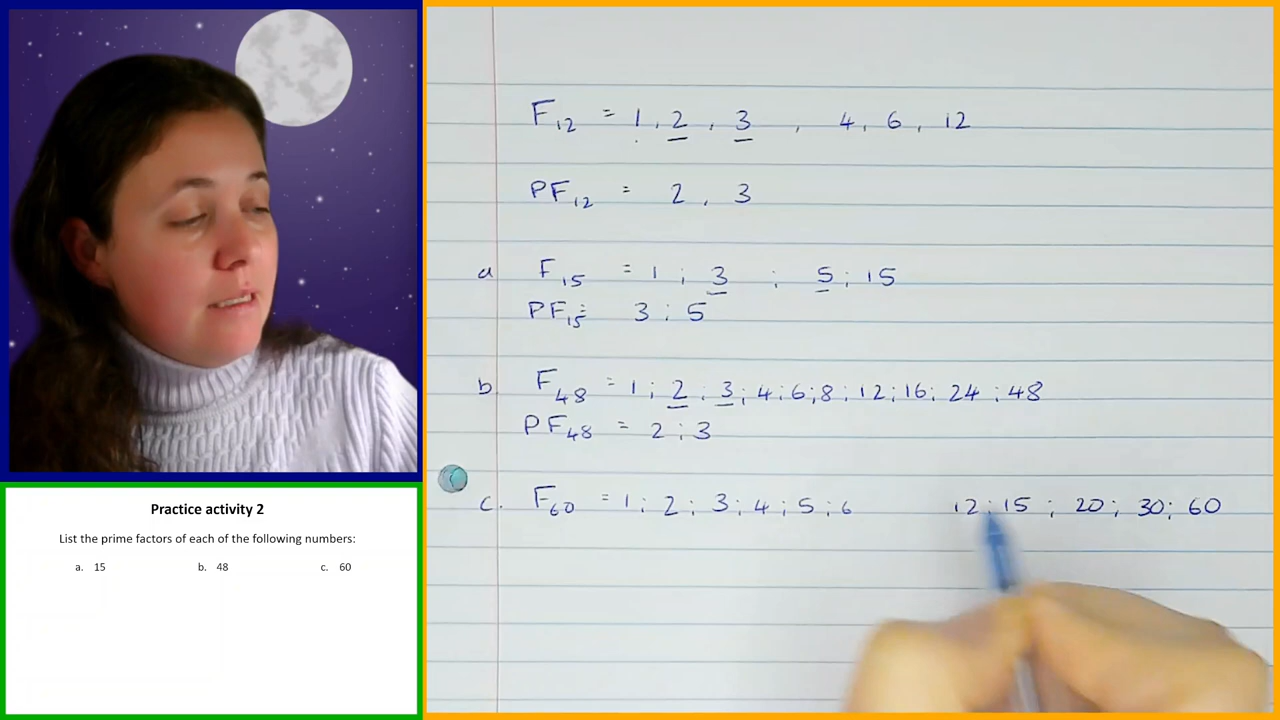 F12 = 1, 2, 3, 4, 6, 12
PF12 = 2, 3
a F15 = 1; 3; 5; 15
PF15 = 3; 5
b F48 = 1; 2; 3; 4; 6; 8; 12; 16; 24; 48
PF48 = 2; 3
c. F60 = 1; 2; 3; 4; 5; 6 12; 15; 20; 30; 60
Practice activity 2
List the prime factors of each of the following numbers:
a. 15 b. 48 c. 60